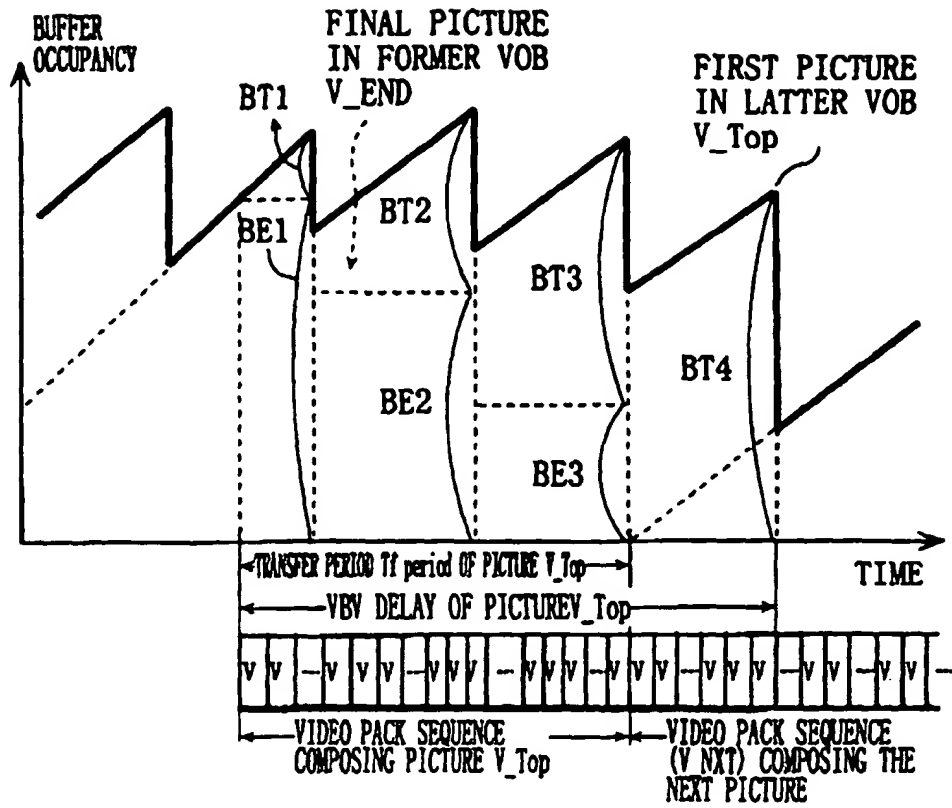 BUFFER
OCCUPANCY
FINAL PICTURE
IN FORMER VOB
V_END
FIRST PICTURE
IN LATTER VOB
V_Top
BT1
BE1
BT2
BT3
BT4
BE2
BE3
TRANSFER PERIOD Tf period OF PICTURE V_Top
TIME
VBV DELAY OF PICTUREV_Top
V V — V V — V V V — V V V — V V V — V V — V V — V V —
VIDEO PACK SEQUENCE
COMPOSING PICTURE V_Top
VIDEO PACK SEQUENCE
(V NXT) COMPOSING THE
NEXT PICTURE